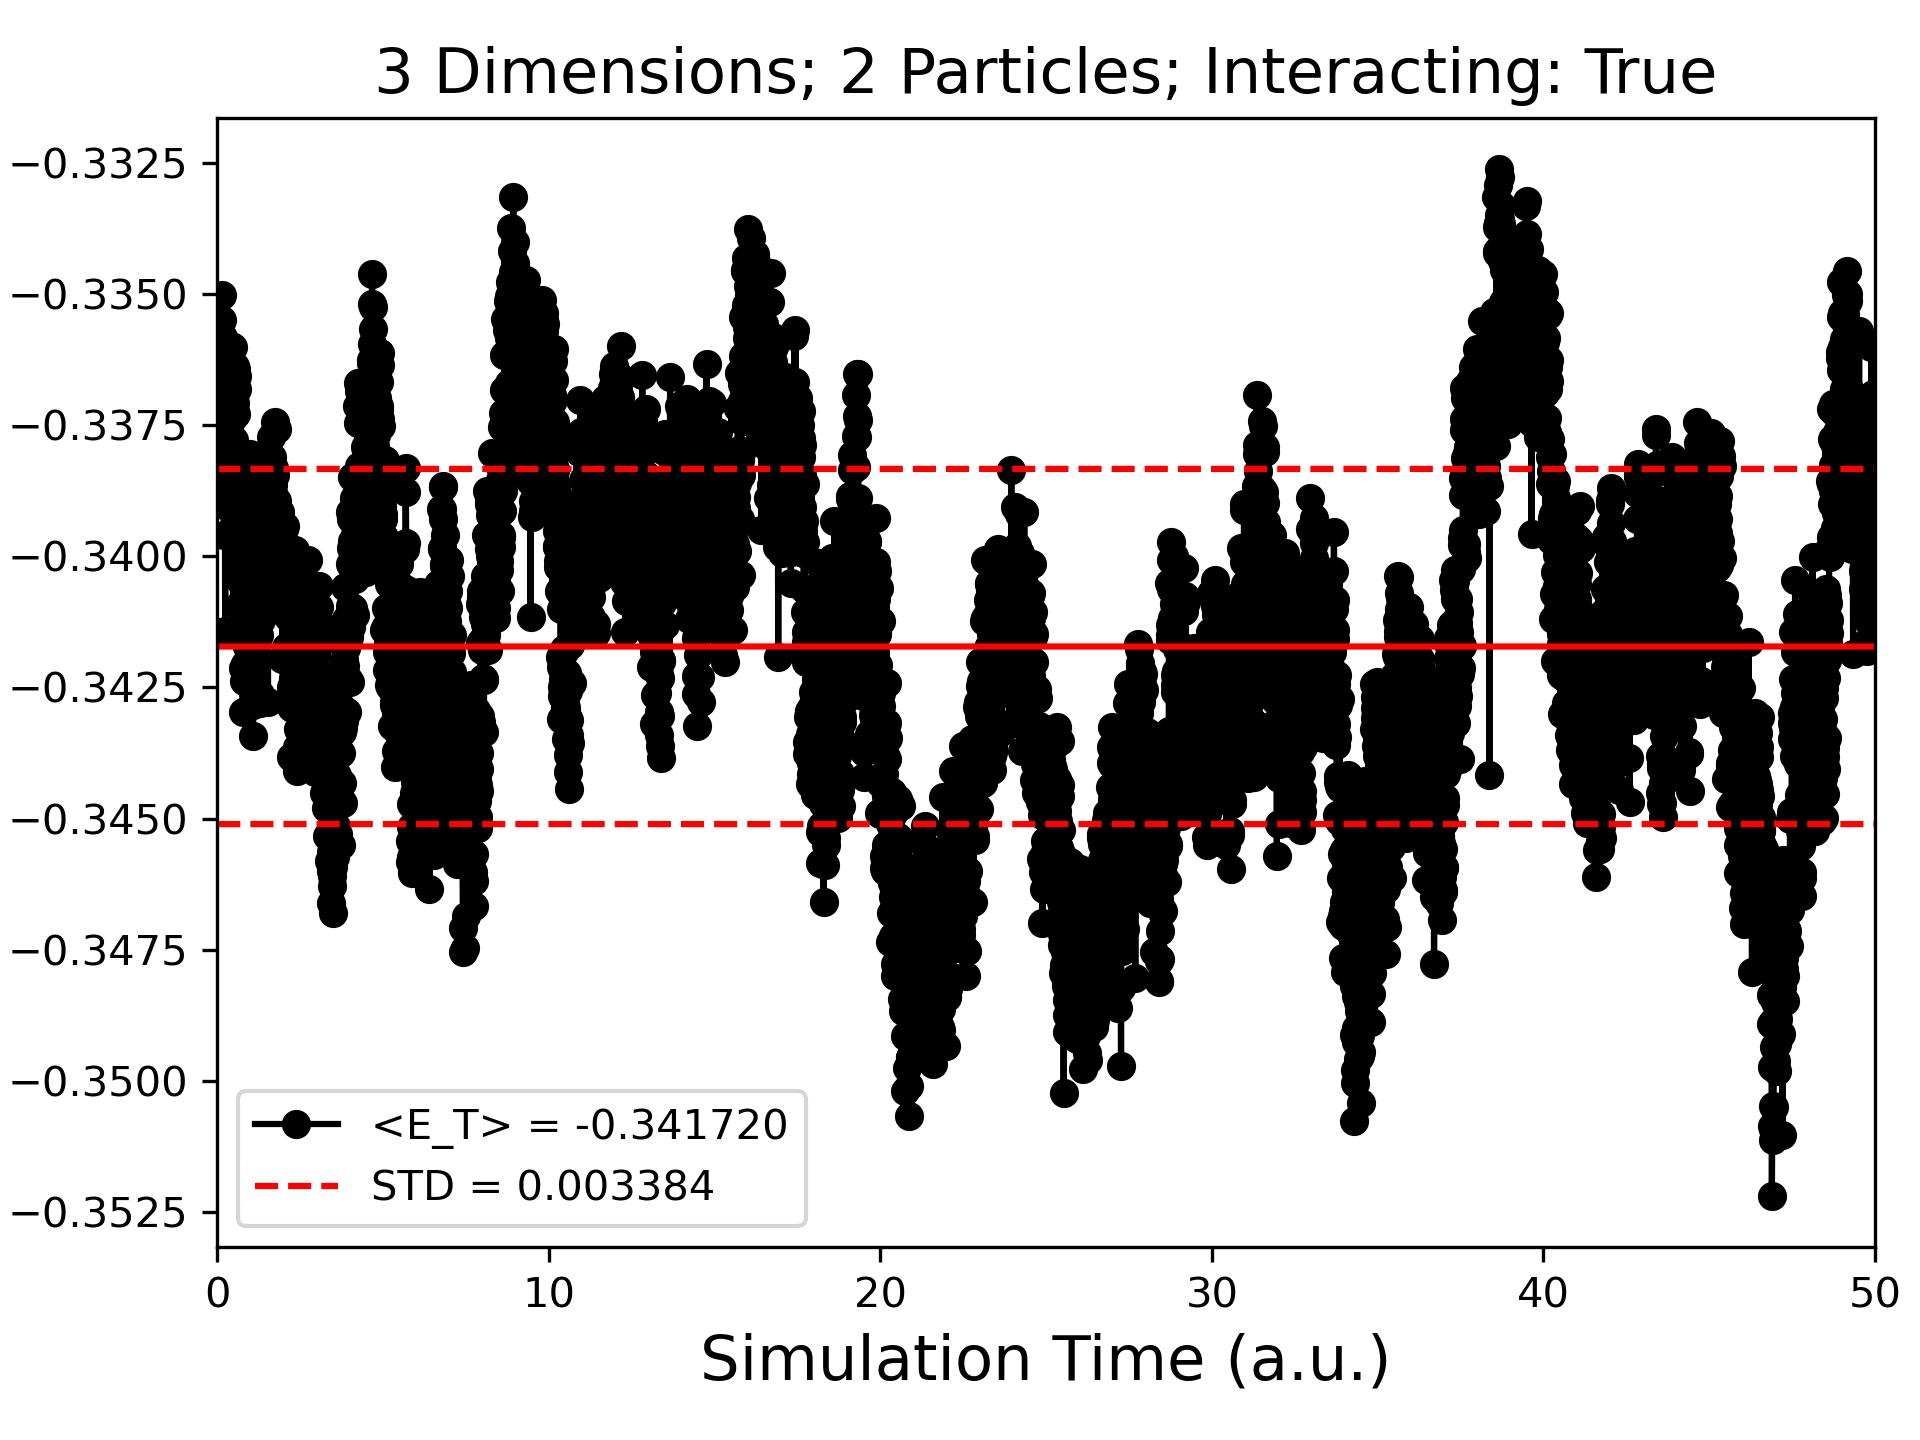 3 Dimensions; 2 Particles; Interacting: True
−0.3325
−0.3350
−0.3375
−0.3400
−0.3425
−0.3450
−0.3475
−0.3500
−0.3525
<E_T> = -0.341720
STD = 0.003384
0 10 20 30 40 50
Simulation Time (a.u.)